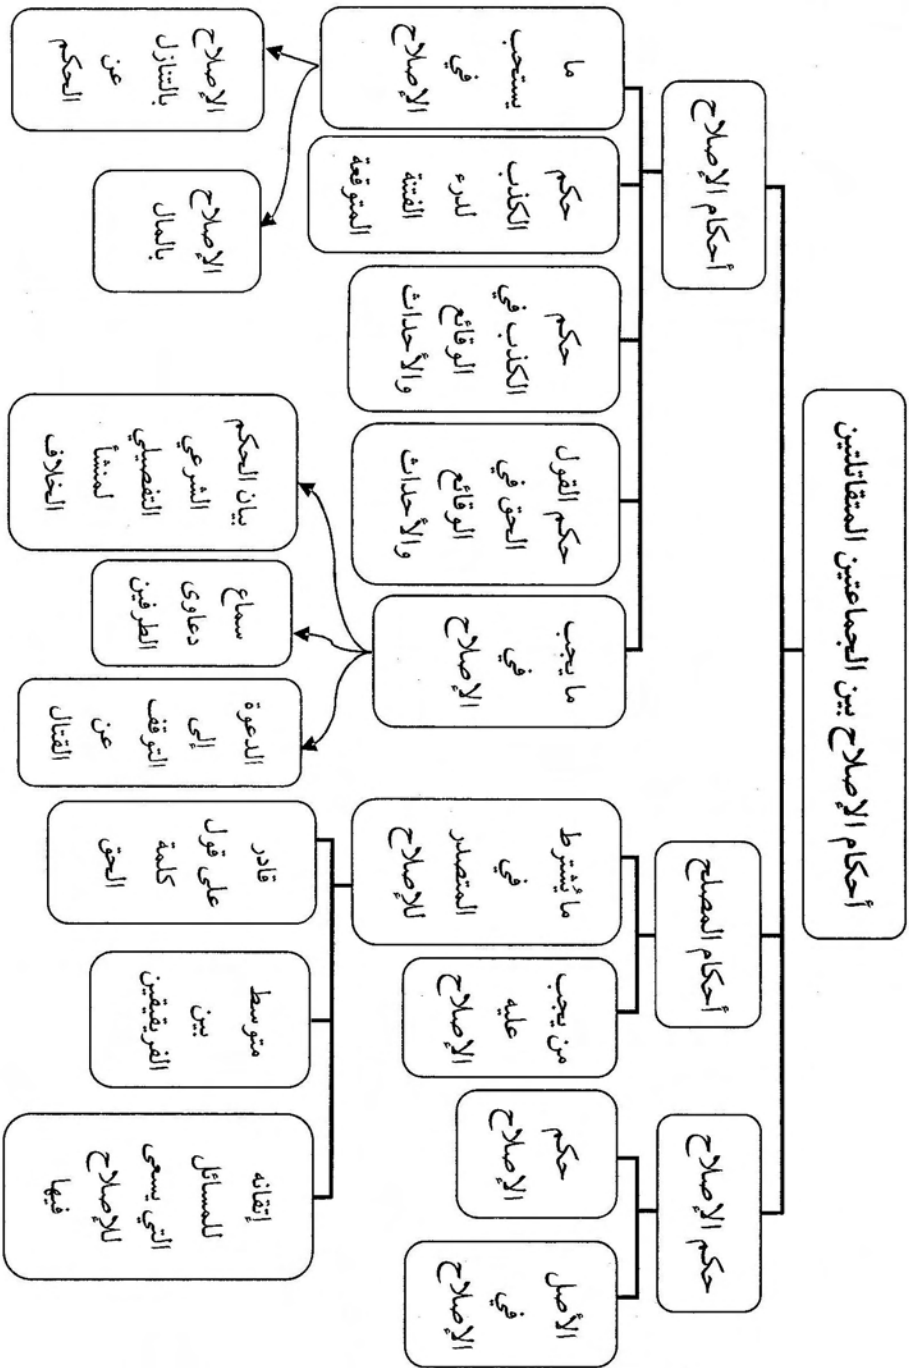 أحكام الإصلاح بين الجماعتين المتقاتلتين
حكم الإصلاح
الأصل
في
الإصلاح
حكم
الإصلاح
أحكام المصلح
من يجب
عليه
الإصلاح
ما يُشترط
في
المتصدر
للإصلاح
إتقانه
للمسائل
التي يسعى
للإصلاح
فيها
متوسط
بين
الفريقين
قادر
على قول
كلمة
الحق
أحكام الإصلاح
ما يجب
في
الإصلاح
الدعوة
إلى
التوقف
عن
القتال
سماع
دعاوى
الطرفين
بيان الحكم
الشرعي
التفصيلي
لمنشأ
الخلاف
حكم القول
الحق في
الوقائع
والأحداث
حكم
الكذب في
الوقائع
والأحداث
حكم
الكذب
لدرء
الفتنة
المتوقعة
ما
يستحب
في
الإصلاح
الإصلاح
بالمال
الإصلاح
بالتنازل
عن
الحكم